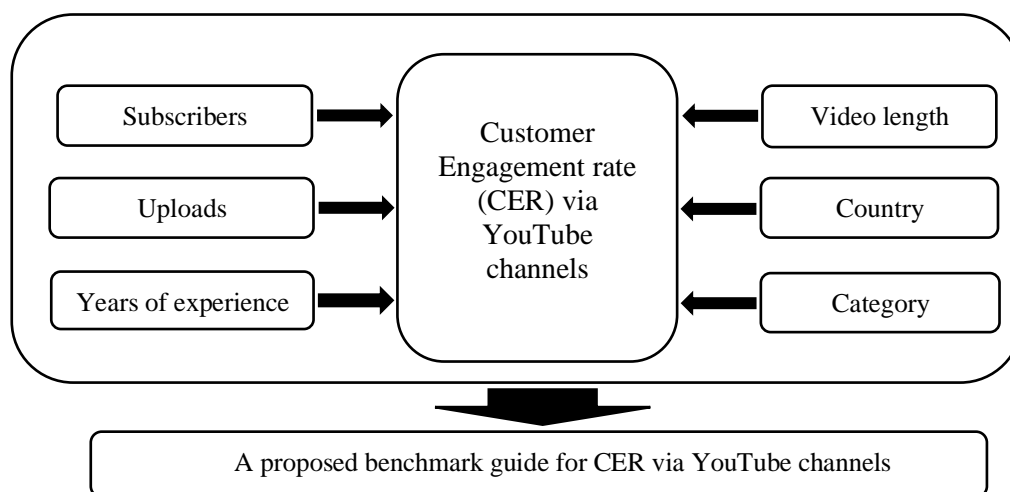 Subscribers
Uploads
Years of experience
Customer
Engagement rate
(CER) via
YouTube
channels
Video length
Country
Category
A proposed benchmark guide for CER via YouTube channels